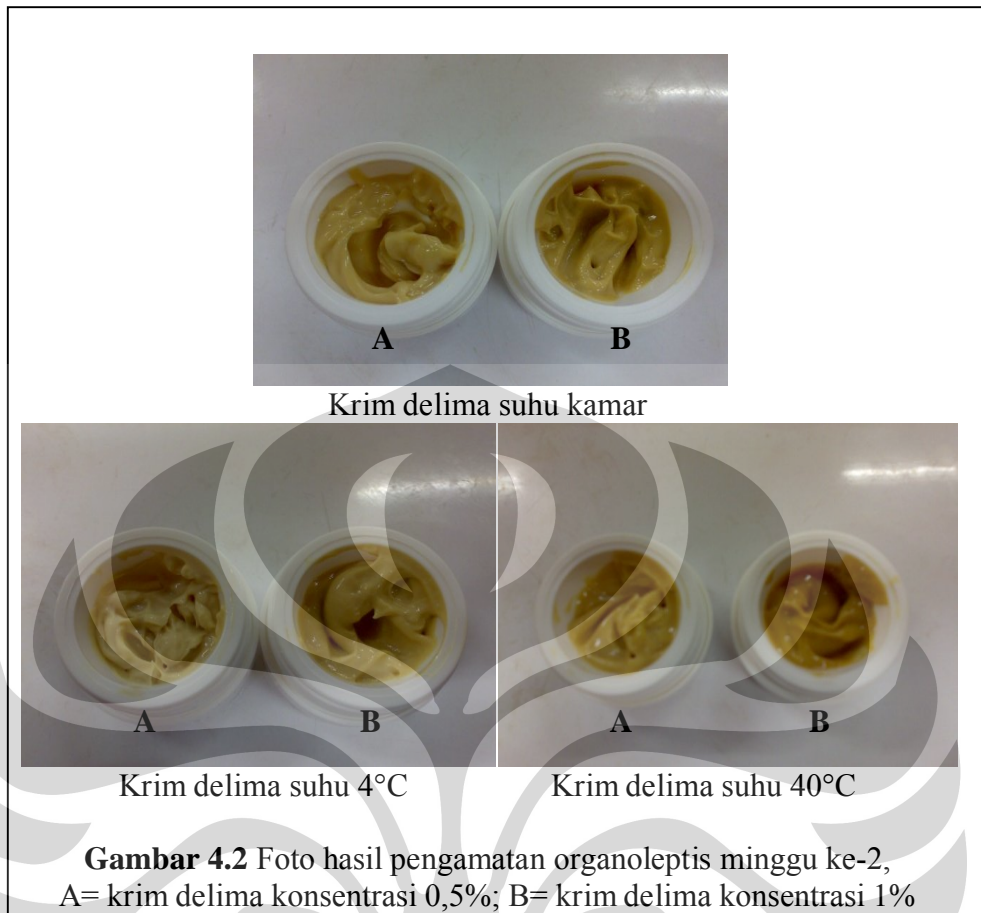 A B
Krim delima suhu kamar
A B
A B
Krim delima suhu 4°C
Krim delima suhu 40°C
Gambar 4.2 Foto hasil pengamatan organoleptis minggu ke-2,
A= krim delima konsentrasi 0,5%; B= krim delima konsentrasi 1%